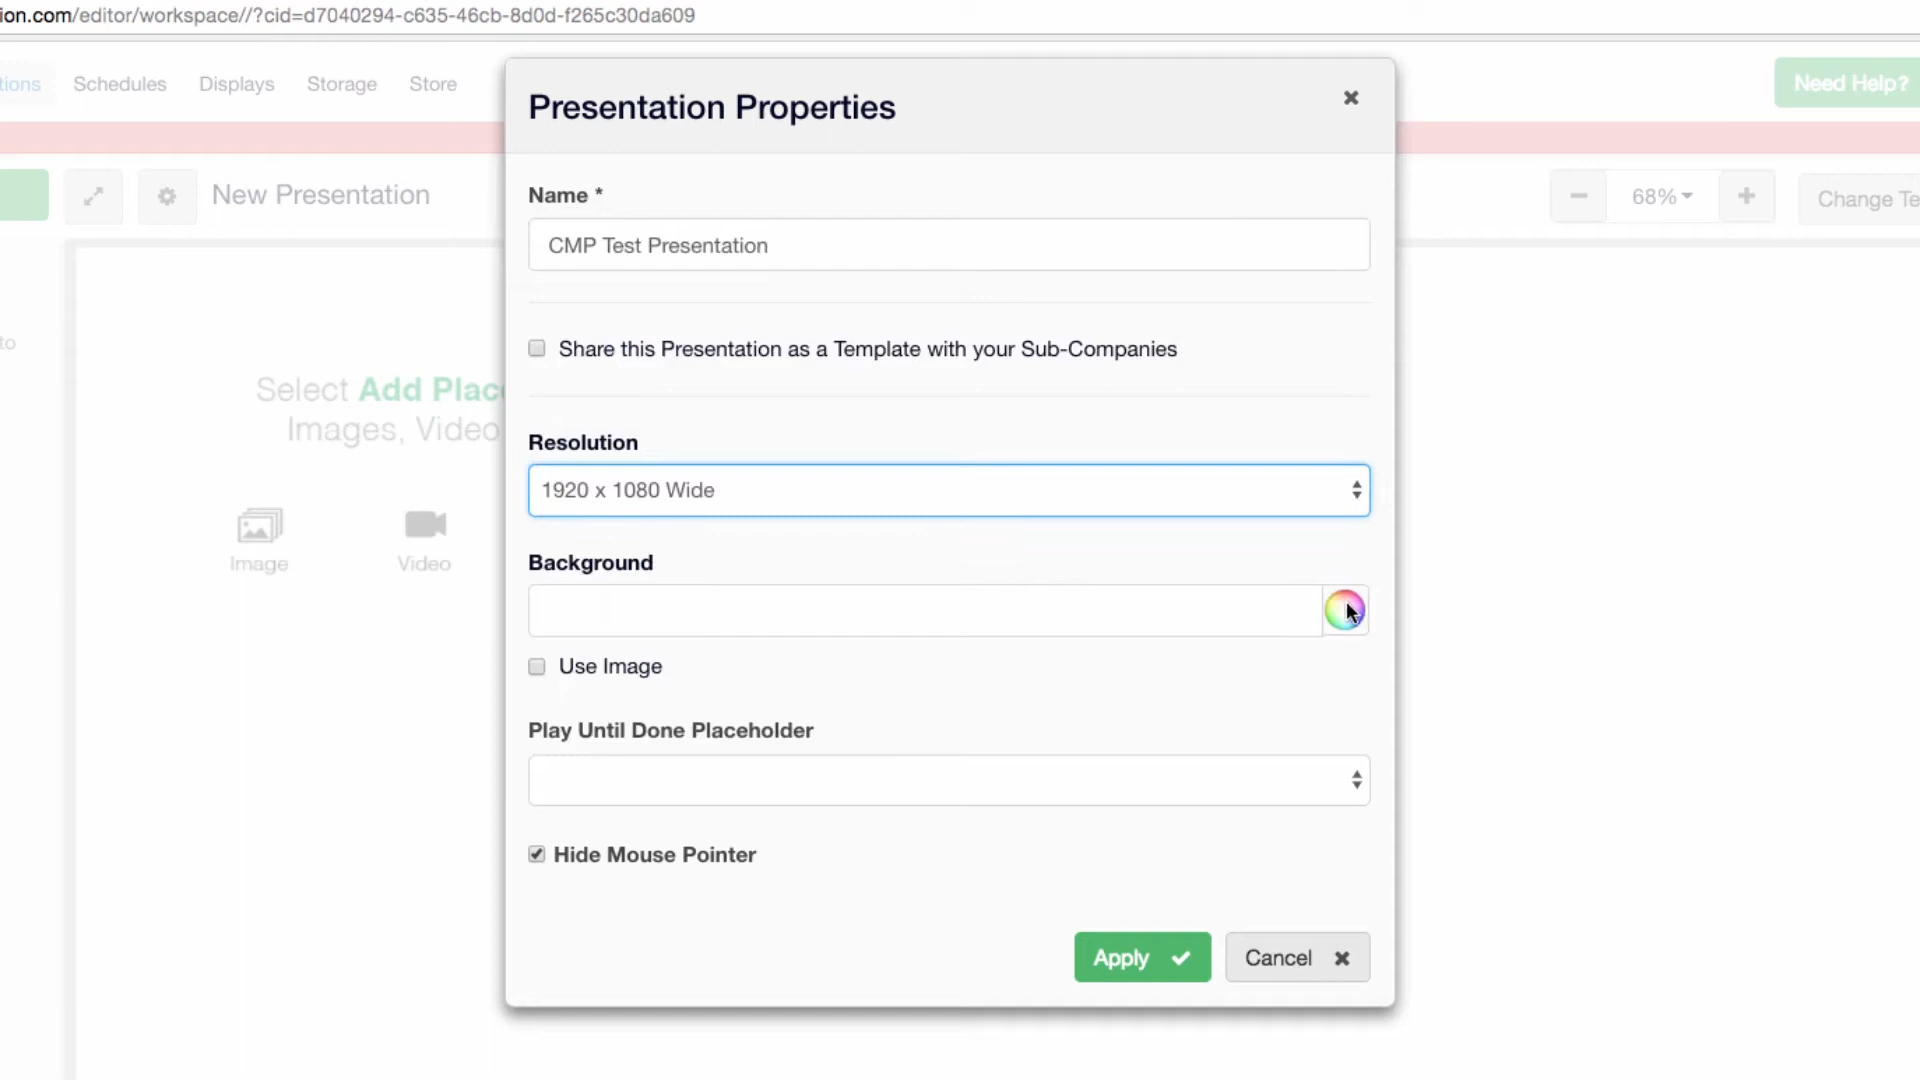 ion.com/editor/workspace//?cid=d7040294-c635-46cb-8d0d-f265c30da609
tions Schedules Displays Storage Store
Need Help?
Presentation Properties
New Presentation
68%
Change Te
Name *
CMP Test Presentation
Share this Presentation as a Template with your Sub-Companies
to
Select Add Plac
Images, Video
Image
Video
Resolution
1920 x 1080 Wide
Background
Use Image
Play Until Done Placeholder
Hide Mouse Pointer
Apply
Cancel